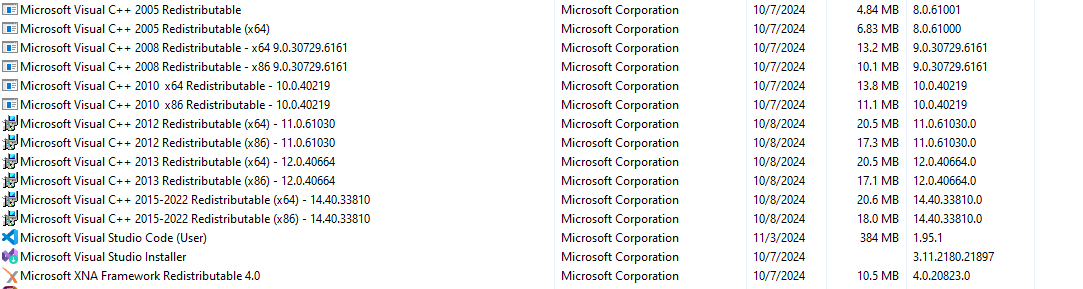 Microsoft Visual C++ 2005 Redistributable Microsoft Corporation 10/7/2024 4.84 MB 8.0.61001
Microsoft Visual C++ 2005 Redistributable (x64) Microsoft Corporation 10/7/2024 6.83 MB 8.0.61000
Microsoft Visual C++ 2008 Redistributable - x64 9.0.30729.6161 Microsoft Corporation 10/7/2024 13.2 MB 9.0.30729.6161
Microsoft Visual C++ 2008 Redistributable - x86 9.0.30729.6161 Microsoft Corporation 10/7/2024 10.1 MB 9.0.30729.6161
Microsoft Visual C++ 2010  x64 Redistributable - 10.0.40219 Microsoft Corporation 10/7/2024 13.8 MB 10.0.40219
Microsoft Visual C++ 2010  x86 Redistributable - 10.0.40219 Microsoft Corporation 10/7/2024 11.1 MB 10.0.40219
Microsoft Visual C++ 2012 Redistributable (x64) - 11.0.61030 Microsoft Corporation 10/8/2024 20.5 MB 11.0.61030.0
Microsoft Visual C++ 2012 Redistributable (x86) - 11.0.61030 Microsoft Corporation 10/8/2024 17.3 MB 11.0.61030.0
Microsoft Visual C++ 2013 Redistributable (x64) - 12.0.40664 Microsoft Corporation 10/8/2024 20.5 MB 12.0.40664.0
Microsoft Visual C++ 2013 Redistributable (x86) - 12.0.40664 Microsoft Corporation 10/8/2024 17.1 MB 12.0.40664.0
Microsoft Visual C++ 2015-2022 Redistributable (x64) - 14.40.33810 Microsoft Corporation 10/8/2024 20.6 MB 14.40.33810.0
Microsoft Visual C++ 2015-2022 Redistributable (x86) - 14.40.33810 Microsoft Corporation 10/8/2024 18.0 MB 14.40.33810.0
Microsoft Visual Studio Code (User) Microsoft Corporation 11/3/2024 384 MB 1.95.1
Microsoft Visual Studio Installer Microsoft Corporation 10/7/2024 3.11.2180.21897
Microsoft XNA Framework Redistributable 4.0 Microsoft Corporation 10/7/2024 10.5 MB 4.0.20823.0